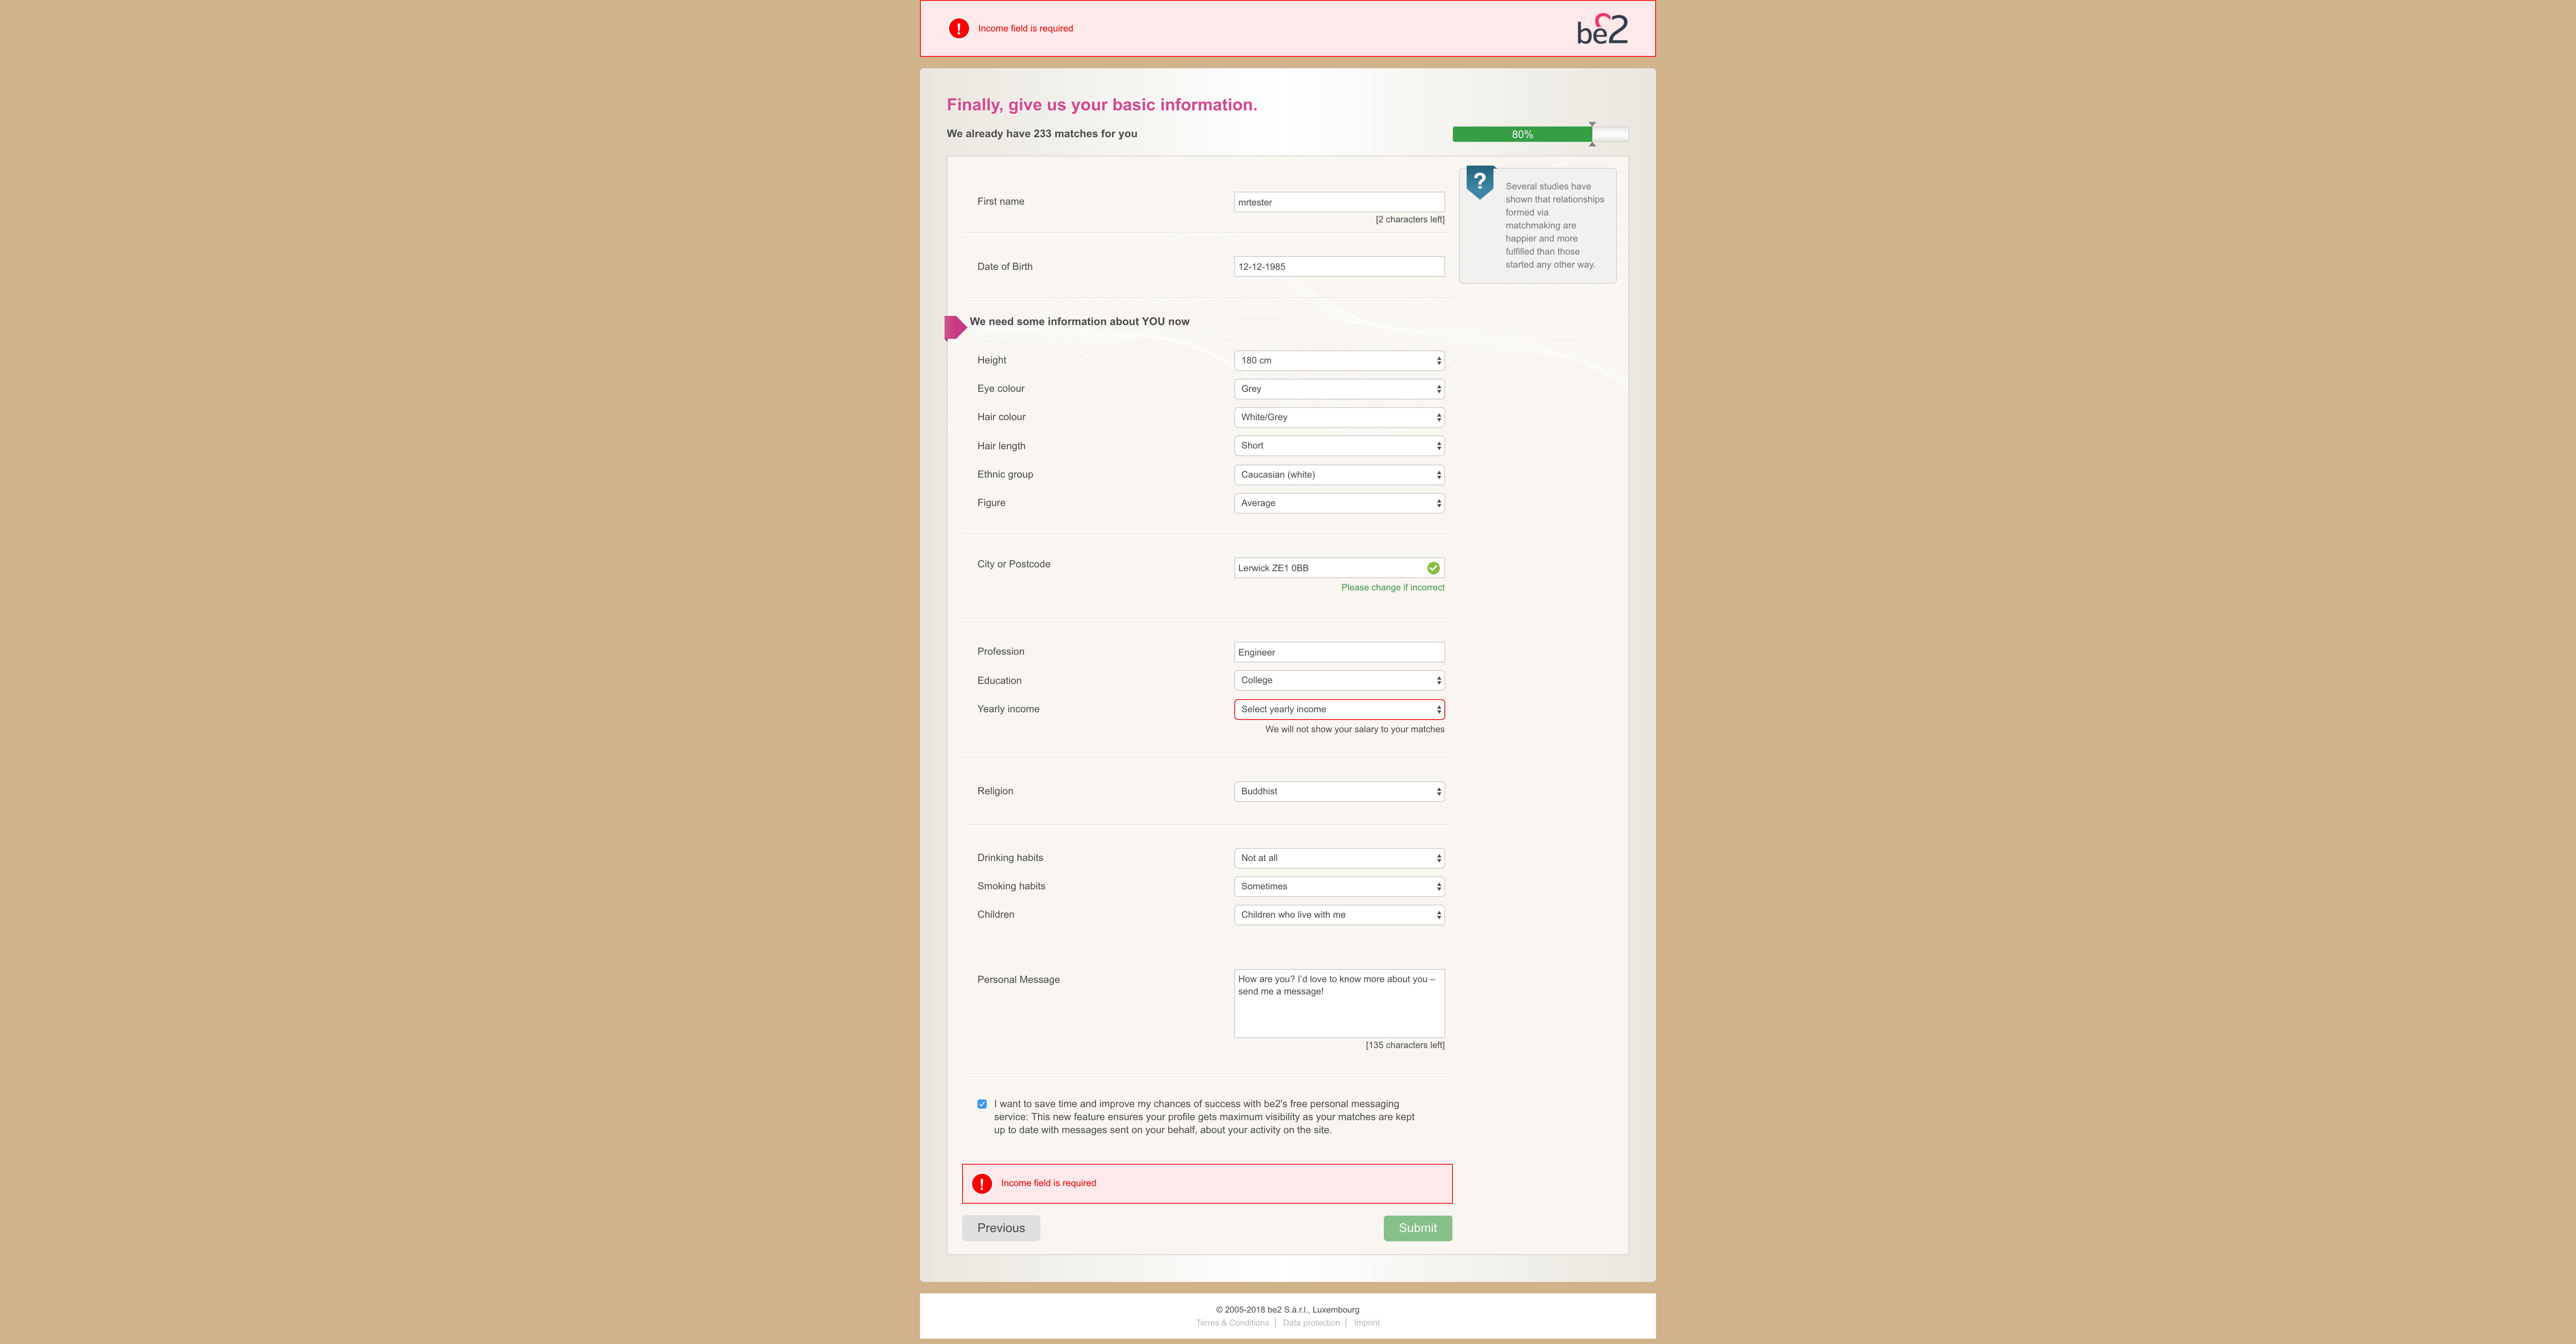 ! Income field is required
be2
Finally, give us your basic information.
We already have 233 matches for you
80%
First name
mrtester
[2 characters left]
?
Several studies have
shown that relationships
formed via
matchmaking are
happier and more
fulfilled than those
started any other way.
Date of Birth
12-12-1985
We need some information about YOU now
Height
180 cm
Eye colour
Grey
Hair colour
White/Grey
Hair length
Short
Ethnic group
Caucasian (white)
Figure
Average
City or Postcode
Lerwick ZE1 0BB
Please change if incorrect
Profession
Engineer
Education
College
Yearly income
Select yearly income
We will not show your salary to your matches
Religion
Buddhist
Drinking habits
Not at all
Smoking habits
Sometimes
Children
Children who live with me
Personal Message
How are you? I'd love to know more about you –
send me a message!
[135 characters left]
I want to save time and improve my chances of success with be2's free personal messaging
service: This new feature ensures your profile gets maximum visibility as your matches are kept
up to date with messages sent on your behalf, about your activity on the site.
! Income field is required
Previous
Submit
© 2005-2018 be2 S.à.r.l., Luxembourg
Terms & Conditions | Data protection | Imprint